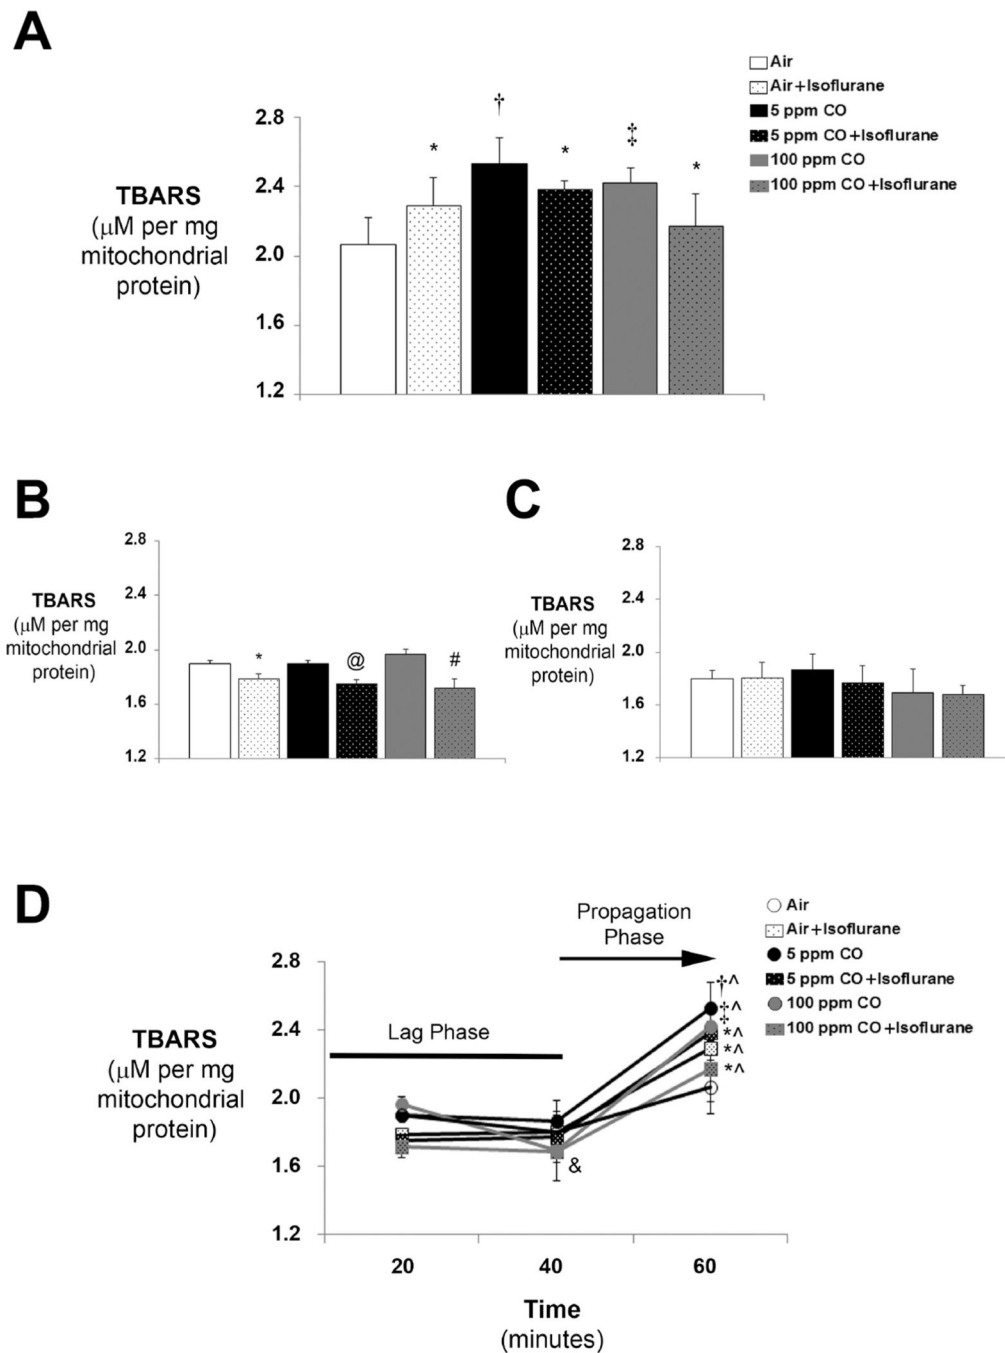 A
Air
Air+Isoflurane
5 ppm CO
5 ppm CO+Isoflurane
100 ppm CO
100 ppm CO+Isoflurane
TBARS
(μM per mg
mitochondrial
protein)
2.8
2.4
2.0
1.6
1.2
* † * ‡ *
B
TBARS
(μM per mg
mitochondrial
protein)
2.8
2.4
2.0
1.6
1.2
* @ #
C
TBARS
(μM per mg
mitochondrial
protein)
2.8
2.4
2.0
1.6
1.2
D
Propagation
Phase
Lag Phase
Air
Air+Isoflurane
5 ppm CO
5 ppm CO+Isoflurane
100 ppm CO
100 ppm CO+Isoflurane
TBARS
(μM per mg
mitochondrial
protein)
2.8
2.4
2.0
1.6
1.2
†^
‡^
*^
*^
*^
&
20 40 60
Time
(minutes)